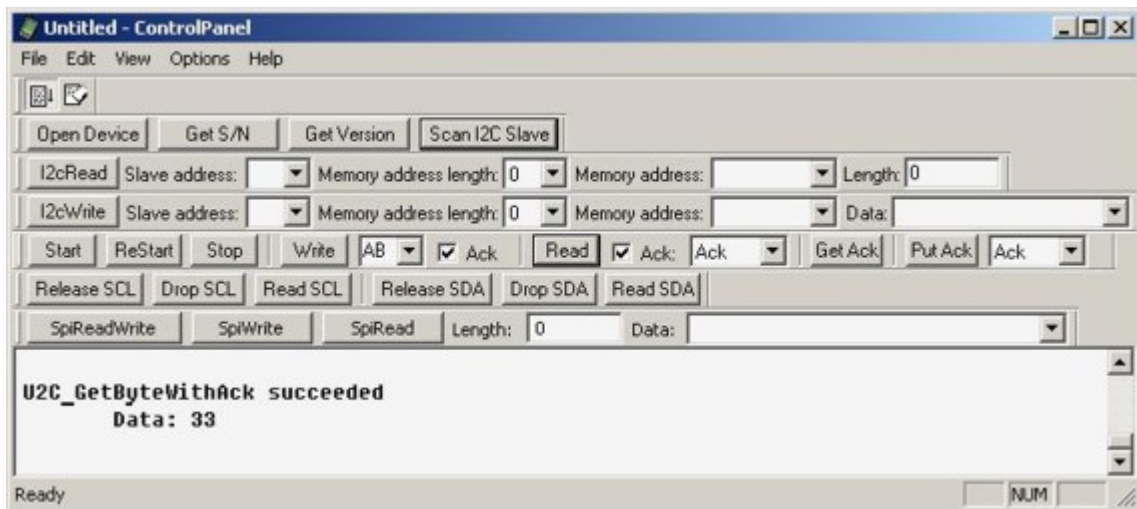 Untitled - ControlPanel
File Edit View Options Help
Open Device Get S/N Get Version Scan I2C Slave
I2cRead Slave address: Memory address length: 0 Memory address: Length: 0
I2cWrite Slave address: Memory address length: 0 Memory address: Data:
Start ReStart Stop Write AB Ack Read Ack: Ack Get Ack Put Ack Ack
Release SCL Drop SCL Read SCL Release SDA Drop SDA Read SDA
SpiReadWrite SpiWrite SpiRead Length: 0 Data:
U2C_GetByteWithAck succeeded
Data: 33
Ready NUM